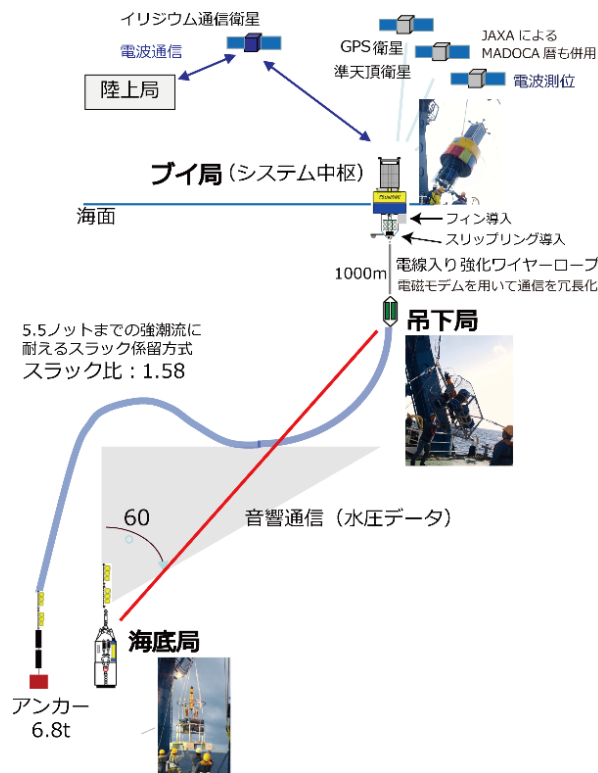 イリジウム通信衛星
電波通信
陸上局
GPS衛星
準天頂衛星
JAXAによる
MADOCA暦も併用
電波測位
ブイ局(システム中枢)
海面
フィン導入
スリップリング導入
1000m
電線入り強化ワイヤーロープ
電磁モデムを用いて通信を冗長化
吊下局
5.5ノットまでの強潮流に
耐えるスラック係留方式
スラック比:1.58
60
音響通信(水圧データ)
海底局
アンカー
6.8t